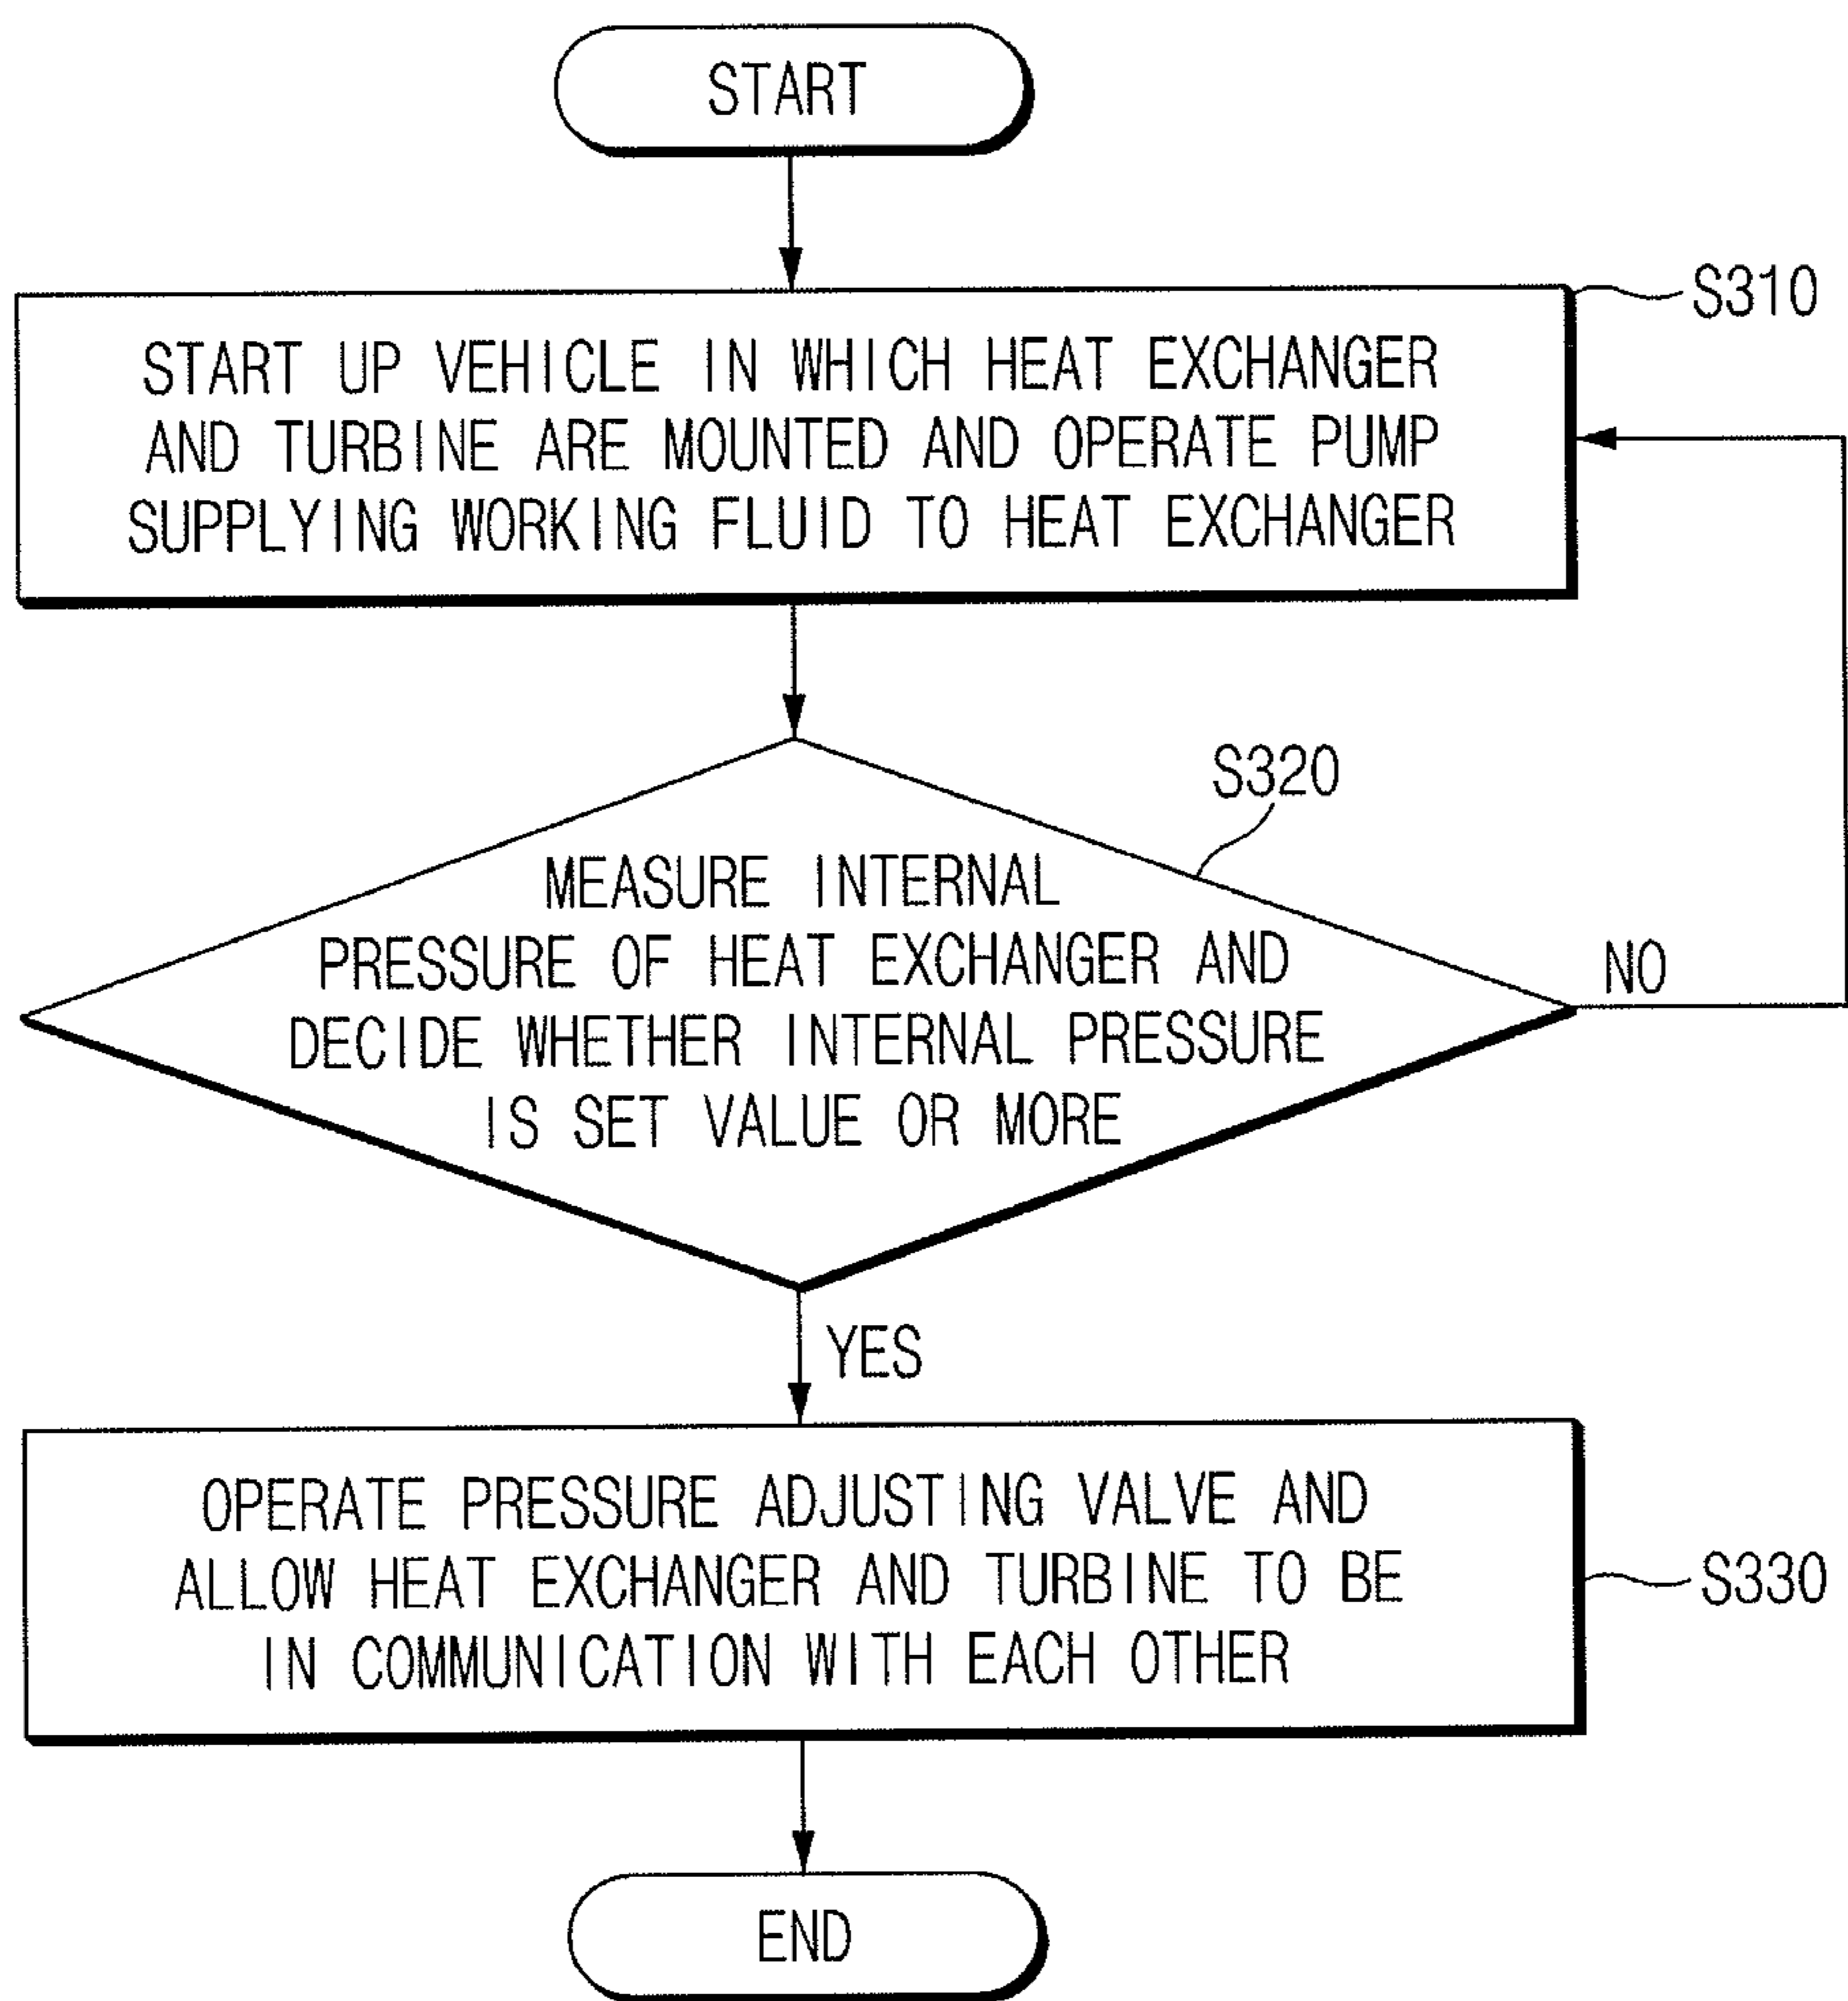 START
S310
START UP VEHICLE IN WHICH HEAT EXCHANGER
AND TURBINE ARE MOUNTED AND OPERATE PUMP
SUPPLYING WORKING FLUID TO HEAT EXCHANGER
S320
MEASURE INTERNAL
PRESSURE OF HEAT EXCHANGER AND
DECIDE WHETHER INTERNAL PRESSURE
IS SET VALUE OR MORE
NO
YES
OPERATE PRESSURE ADJUSTING VALVE AND
ALLOW HEAT EXCHANGER AND TURBINE TO BE
IN COMMUNICATION WITH EACH OTHER
S330
END